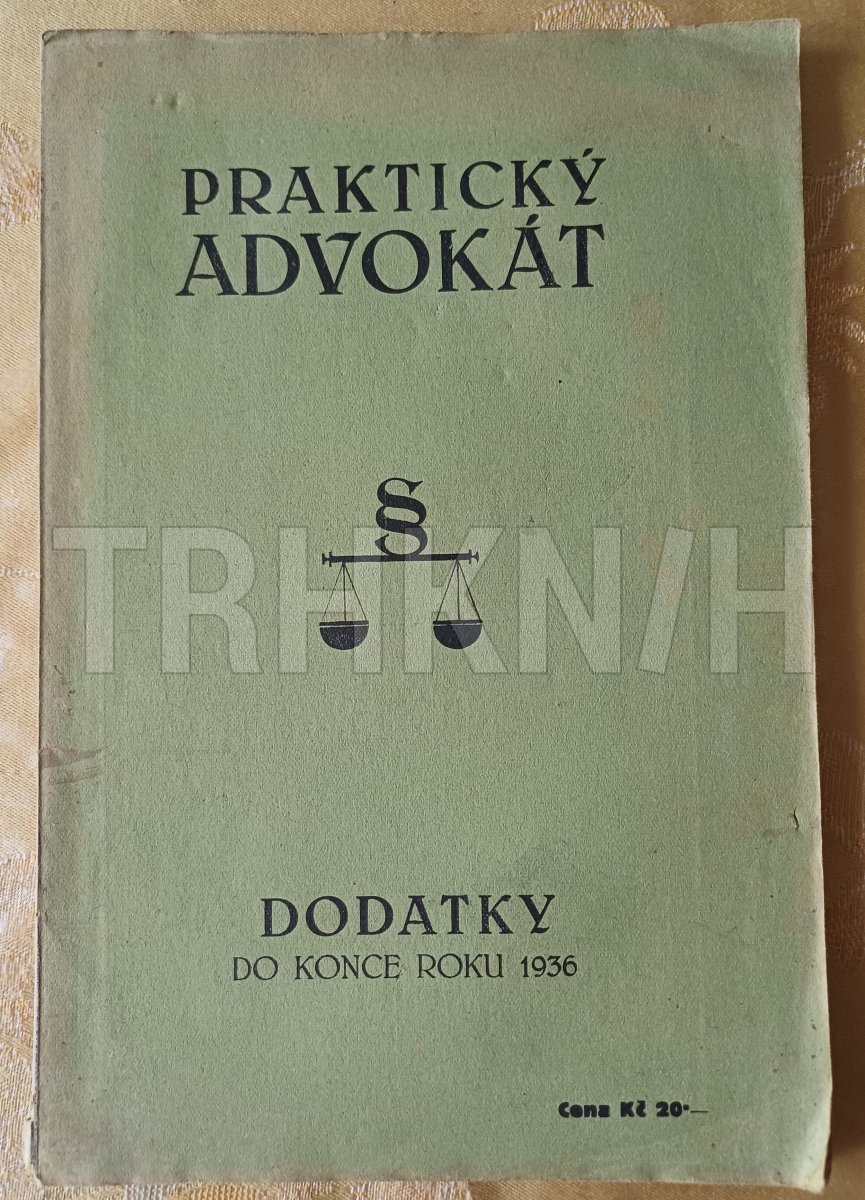 PRAKTICKÝ
ADVOKÁT
§
TRHKNIH
DODATKY
DO KONCE ROKU 1936
Cena Kč 20·—